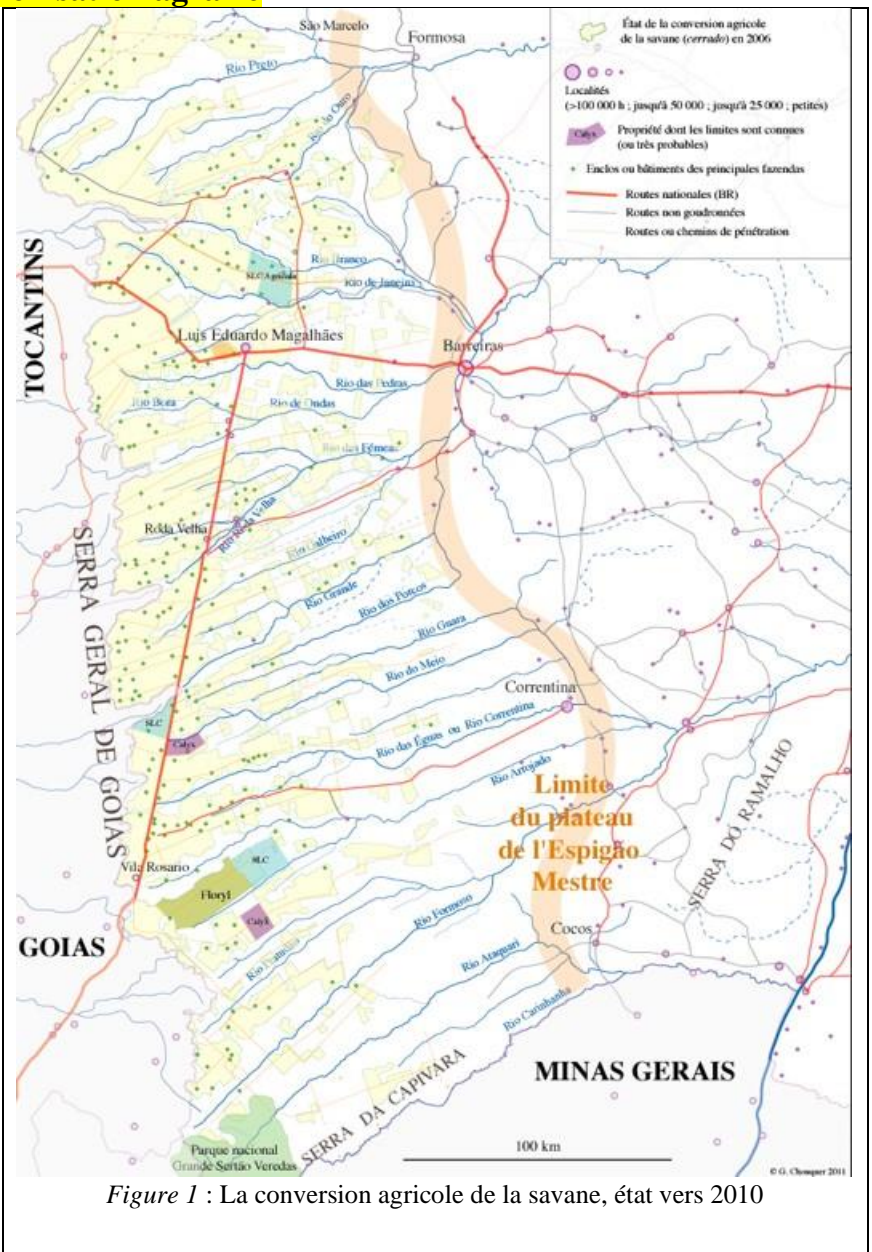 São Marcelo
Formosa
Rio Preto
État de la conversion agricole
de la savane (cerrado) en 2006
Localités
(>100 000 h ; jusqu'à 50 000 ; jusqu'à 25 000 ; petites)
Calyx
Propriété dont les limites sont connues
(ou très probables)
Enclos ou bâtiments des principales fazendas
Routes nationales (BR)
Routes non goudronnées
Routes ou chemins de pénétration
TOCANTINS
Rio Branco
SLC Agricola
Rio de Janeiro
Luis Eduardo Magalhães
Barreiras
Rio das Pedras
Rio Bora
Rio de Ondas
Rio das Fêmeas
Roda Velha
Rio Roda Velha
SERRA GERAL DE GOIAS
Rio Grande
Rio dos Porcos
Rio Guara
Rio do Meio
Correntina
SLC
Calyx
Rio das Éguas ou Rio Correntina
Rio Arrojado
Limite
du plateau
de l'Espigão
Mestre
SERRA DO RAMALHO
Vila Rosario
SLC
Floryl
Calyx
GOIAS
Rio Formoso
Cocos
Rio Ataquari
Rio Carinhanha
MINAS GERAIS
SERRA DA CAPIVARA
Parque nacional
Grande Sertão Veredas
100 km
© G. Chouquer 2011
Figure 1 : La conversion agricole de la savane, état vers 2010